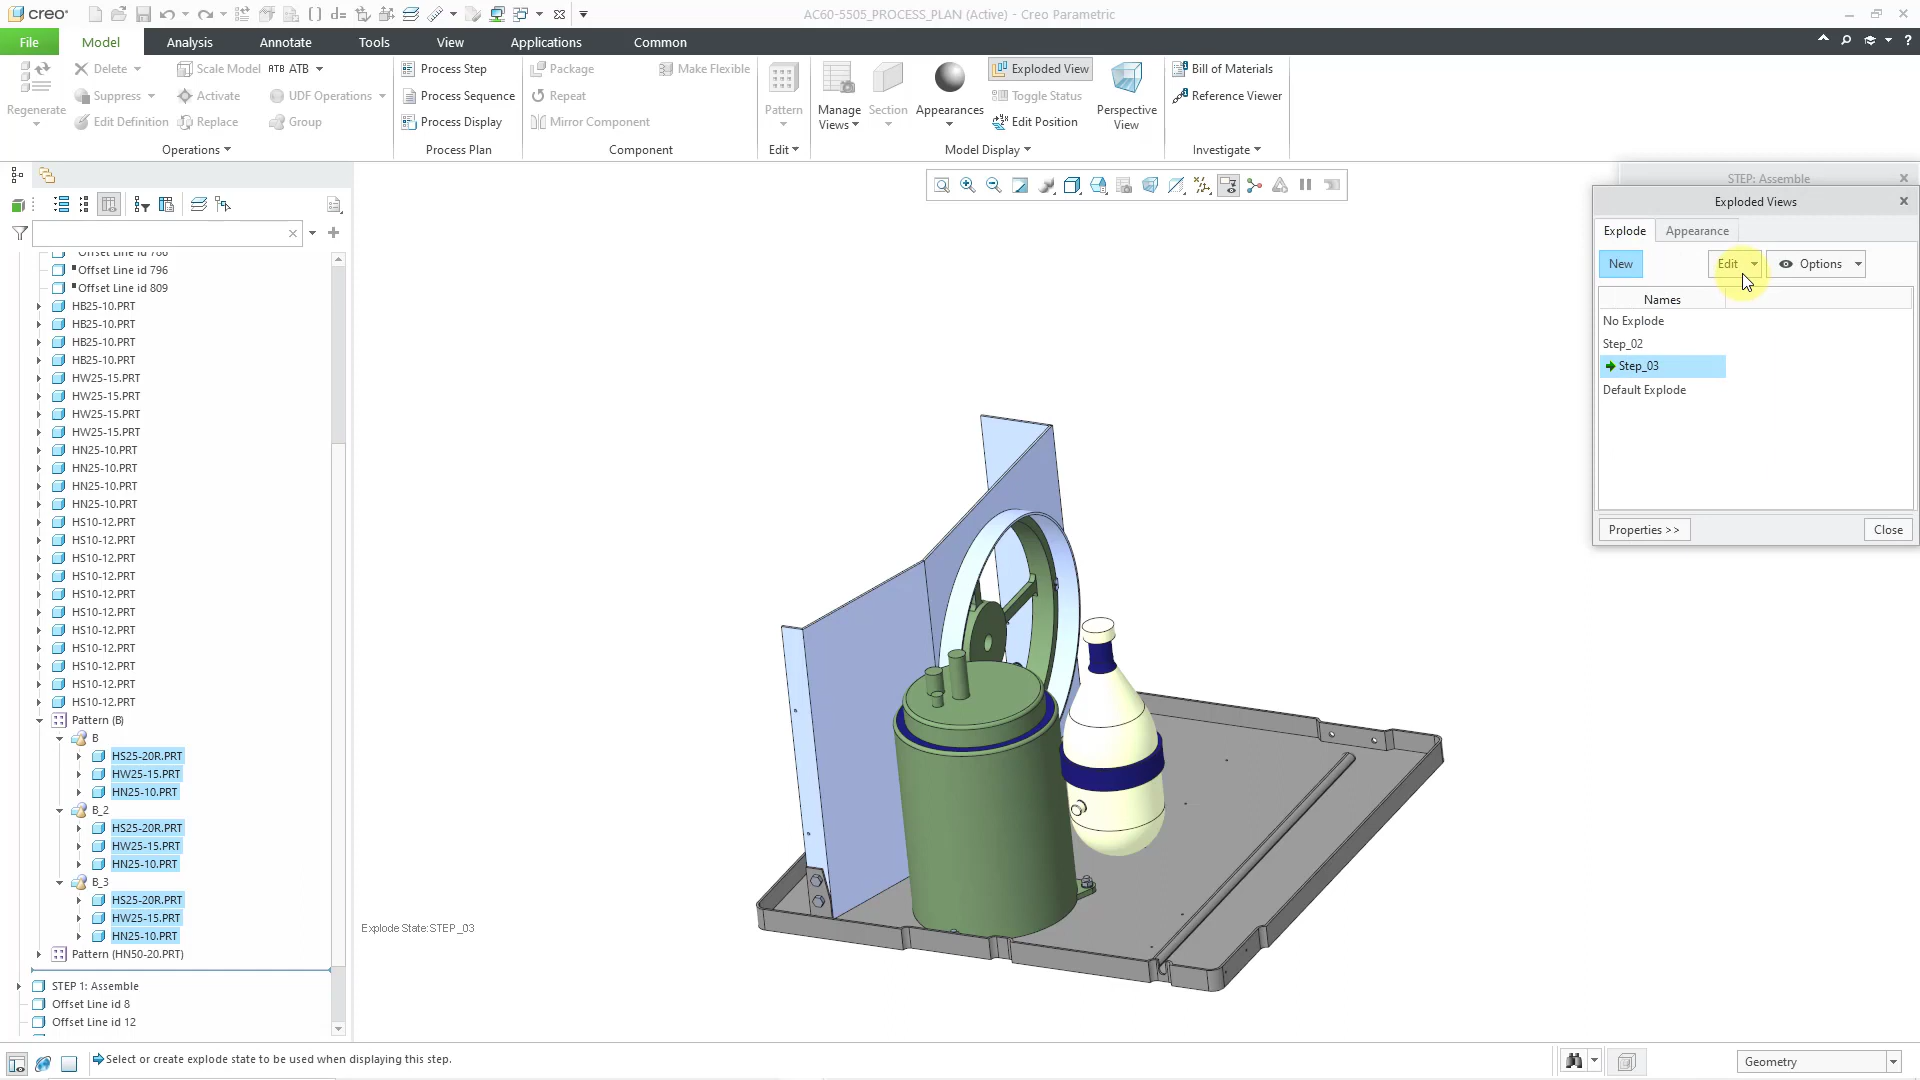 creo
AC60-5505_PROCESS_PLAN (Active) - Creo Parametric
File
Model
Analysis
Annotate
Tools
View
Applications
Common
Regenerate
Delete
Suppress
Edit Definition
Scale Model
Activate
Replace
ATB ATB
UDF Operations
Group
Operations
Process Step
Process Sequence
Process Display
Process Plan
Package
Repeat
Mirror Component
Make Flexible
Component
Pattern
Edit
Manage
Views
Section
Appearances
Exploded View
Toggle Status
Edit Position
Perspective
View
Model Display
Bill of Materials
Reference Viewer
Investigate
Offset Line id 796
Offset Line id 809
HB25-10.PRT
HB25-10.PRT
HB25-10.PRT
HB25-10.PRT
HW25-15.PRT
HW25-15.PRT
HW25-15.PRT
HW25-15.PRT
HN25-10.PRT
HN25-10.PRT
HN25-10.PRT
HN25-10.PRT
HS10-12.PRT
HS10-12.PRT
HS10-12.PRT
HS10-12.PRT
HS10-12.PRT
HS10-12.PRT
HS10-12.PRT
HS10-12.PRT
HS10-12.PRT
HS10-12.PRT
HS10-12.PRT
Pattern (B)
B
HS25-20R.PRT
HW25-15.PRT
HN25-10.PRT
B_2
HS25-20R.PRT
HW25-15.PRT
HN25-10.PRT
B_3
HS25-20R.PRT
HW25-15.PRT
HN25-10.PRT
Pattern (HN50-20.PRT)
STEP 1: Assemble
Offset Line id 8
Offset Line id 12
Explode State:STEP_03
STEP: Assemble
Exploded Views
Explode
Appearance
New
Edit
Options
Names
No Explode
Step_02
Step_03
Default Explode
Properties >>
Close
Select or create explode state to be used when displaying this step.
Geometry